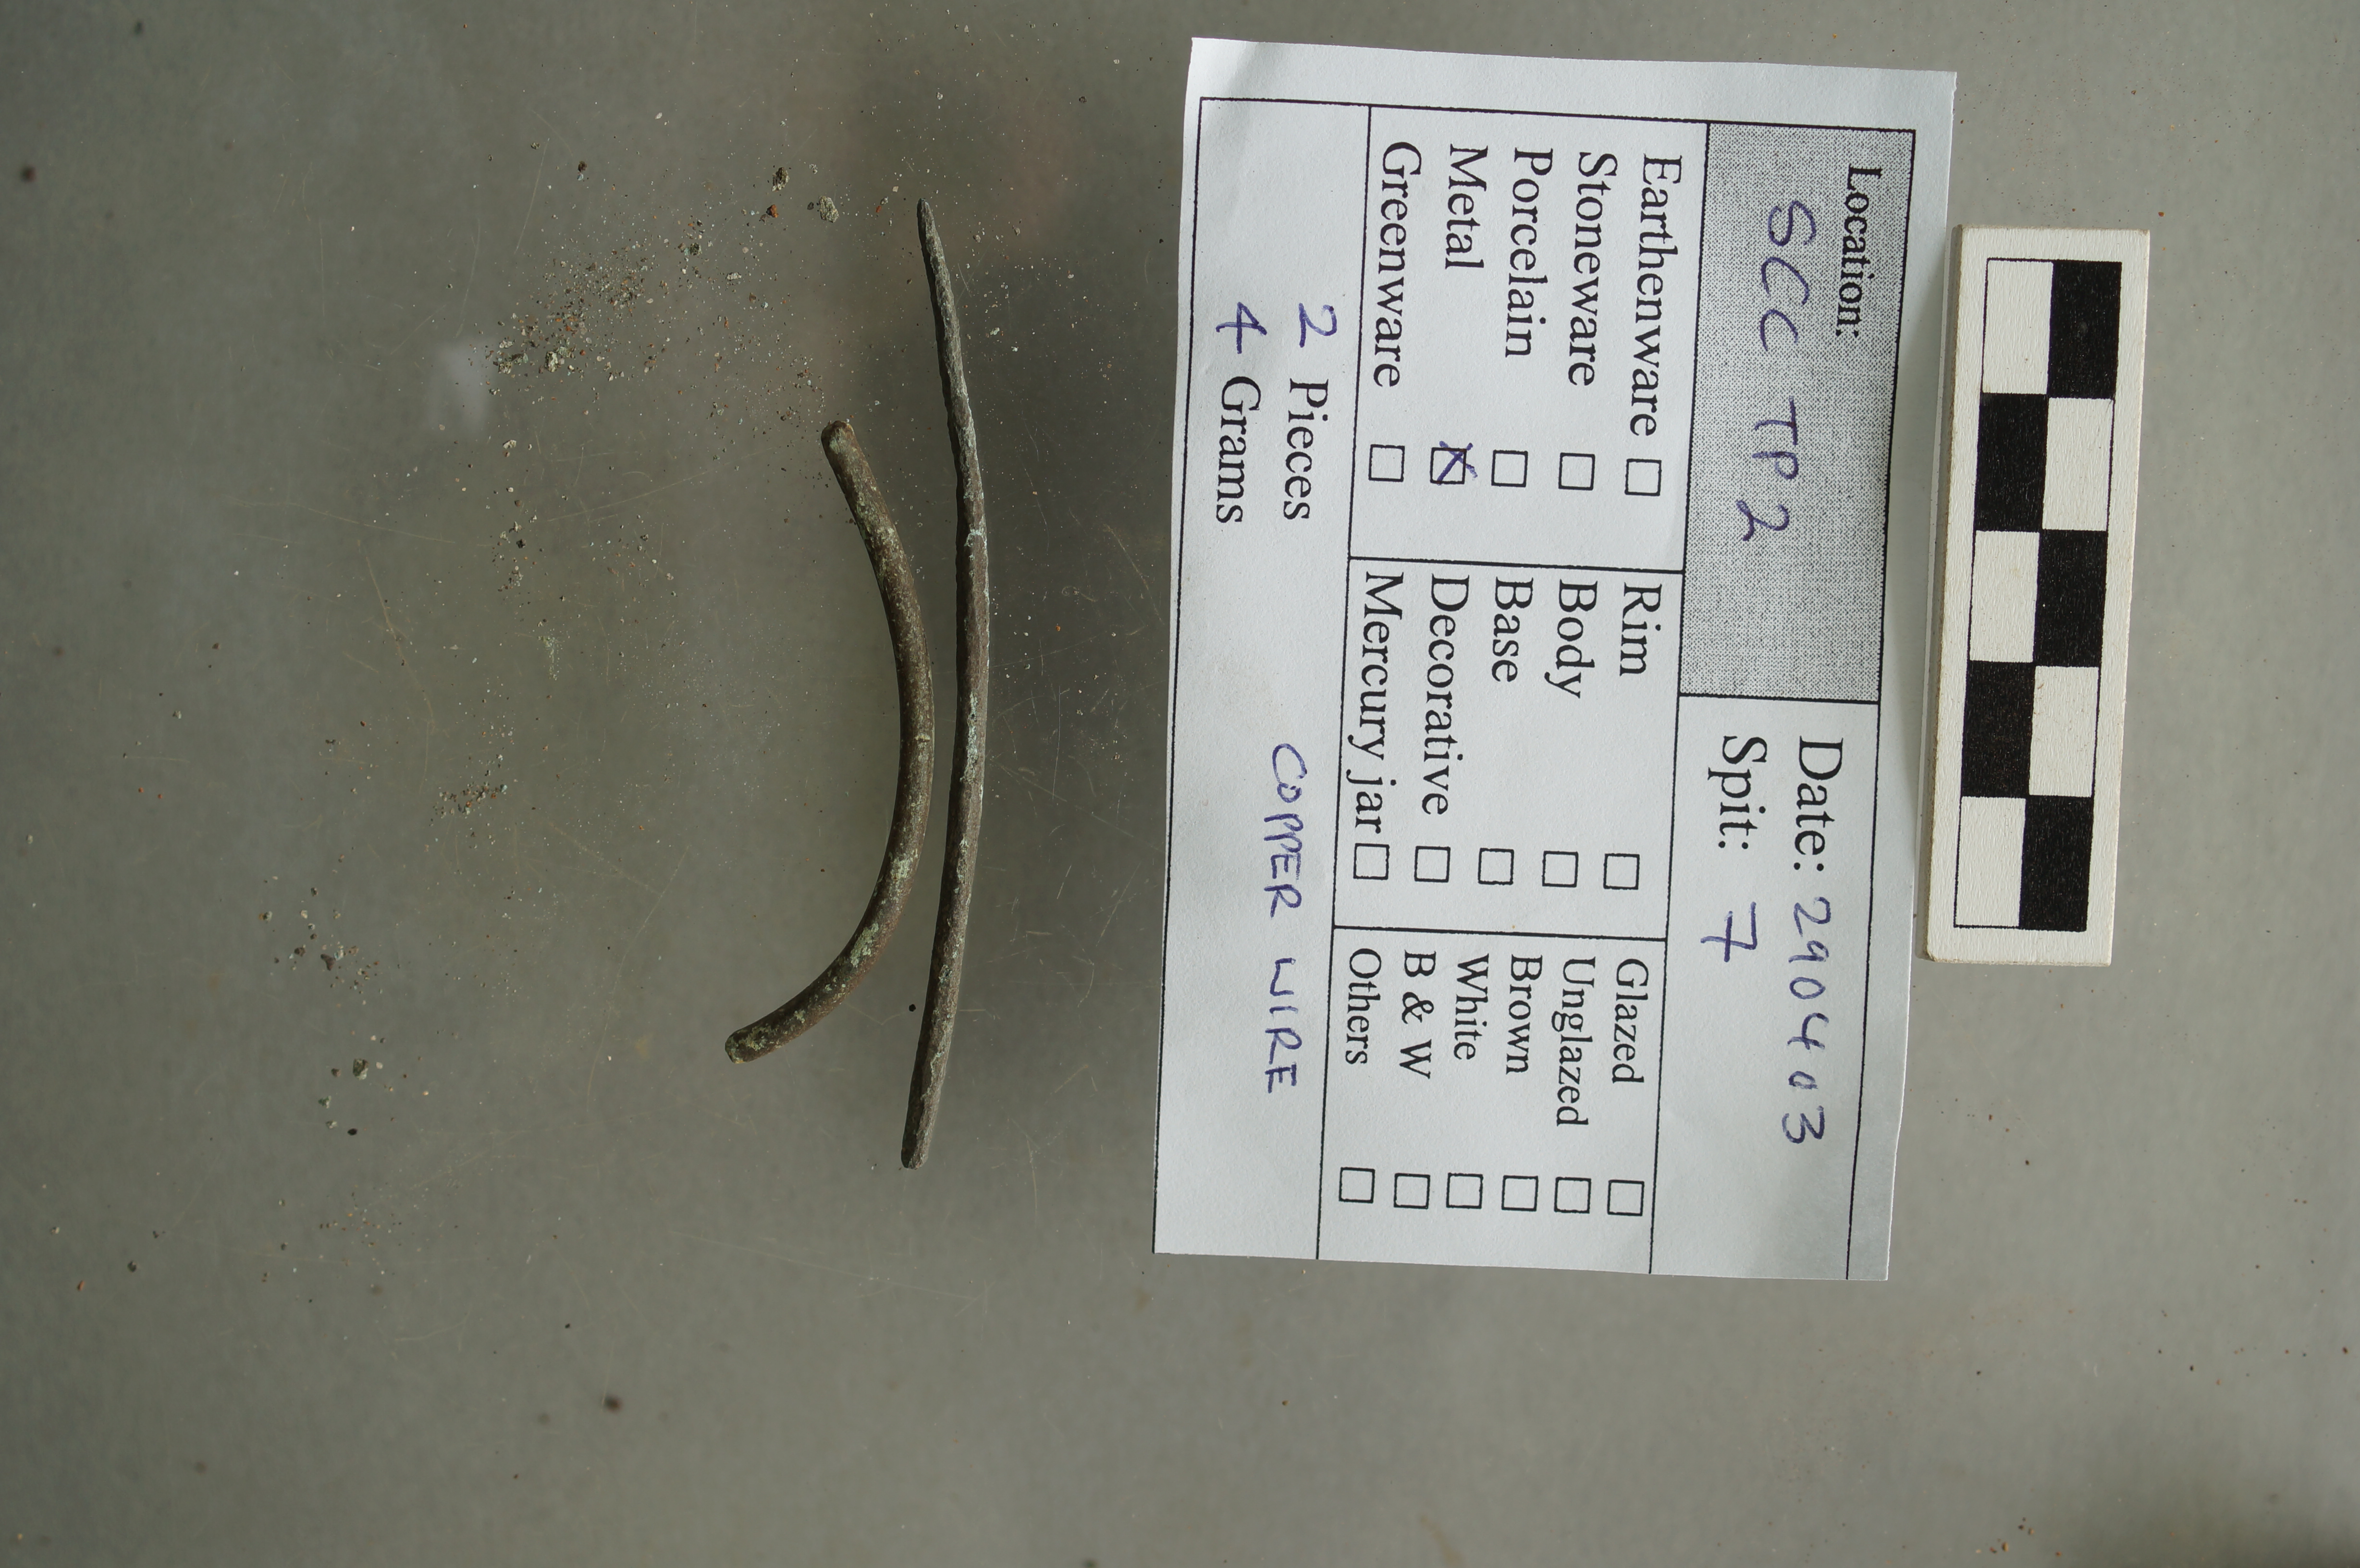 Location:
SCC TP2
Date: 290403
Spit: 7
Earthenware
Stoneware
Porcelain
Metal
Greenware
Rim
Body
Base
Decorative
Mercury jar
Glazed
Unglazed
Brown
White
B & W
Others
2 Pieces
4 Grams
COPPER WIRE